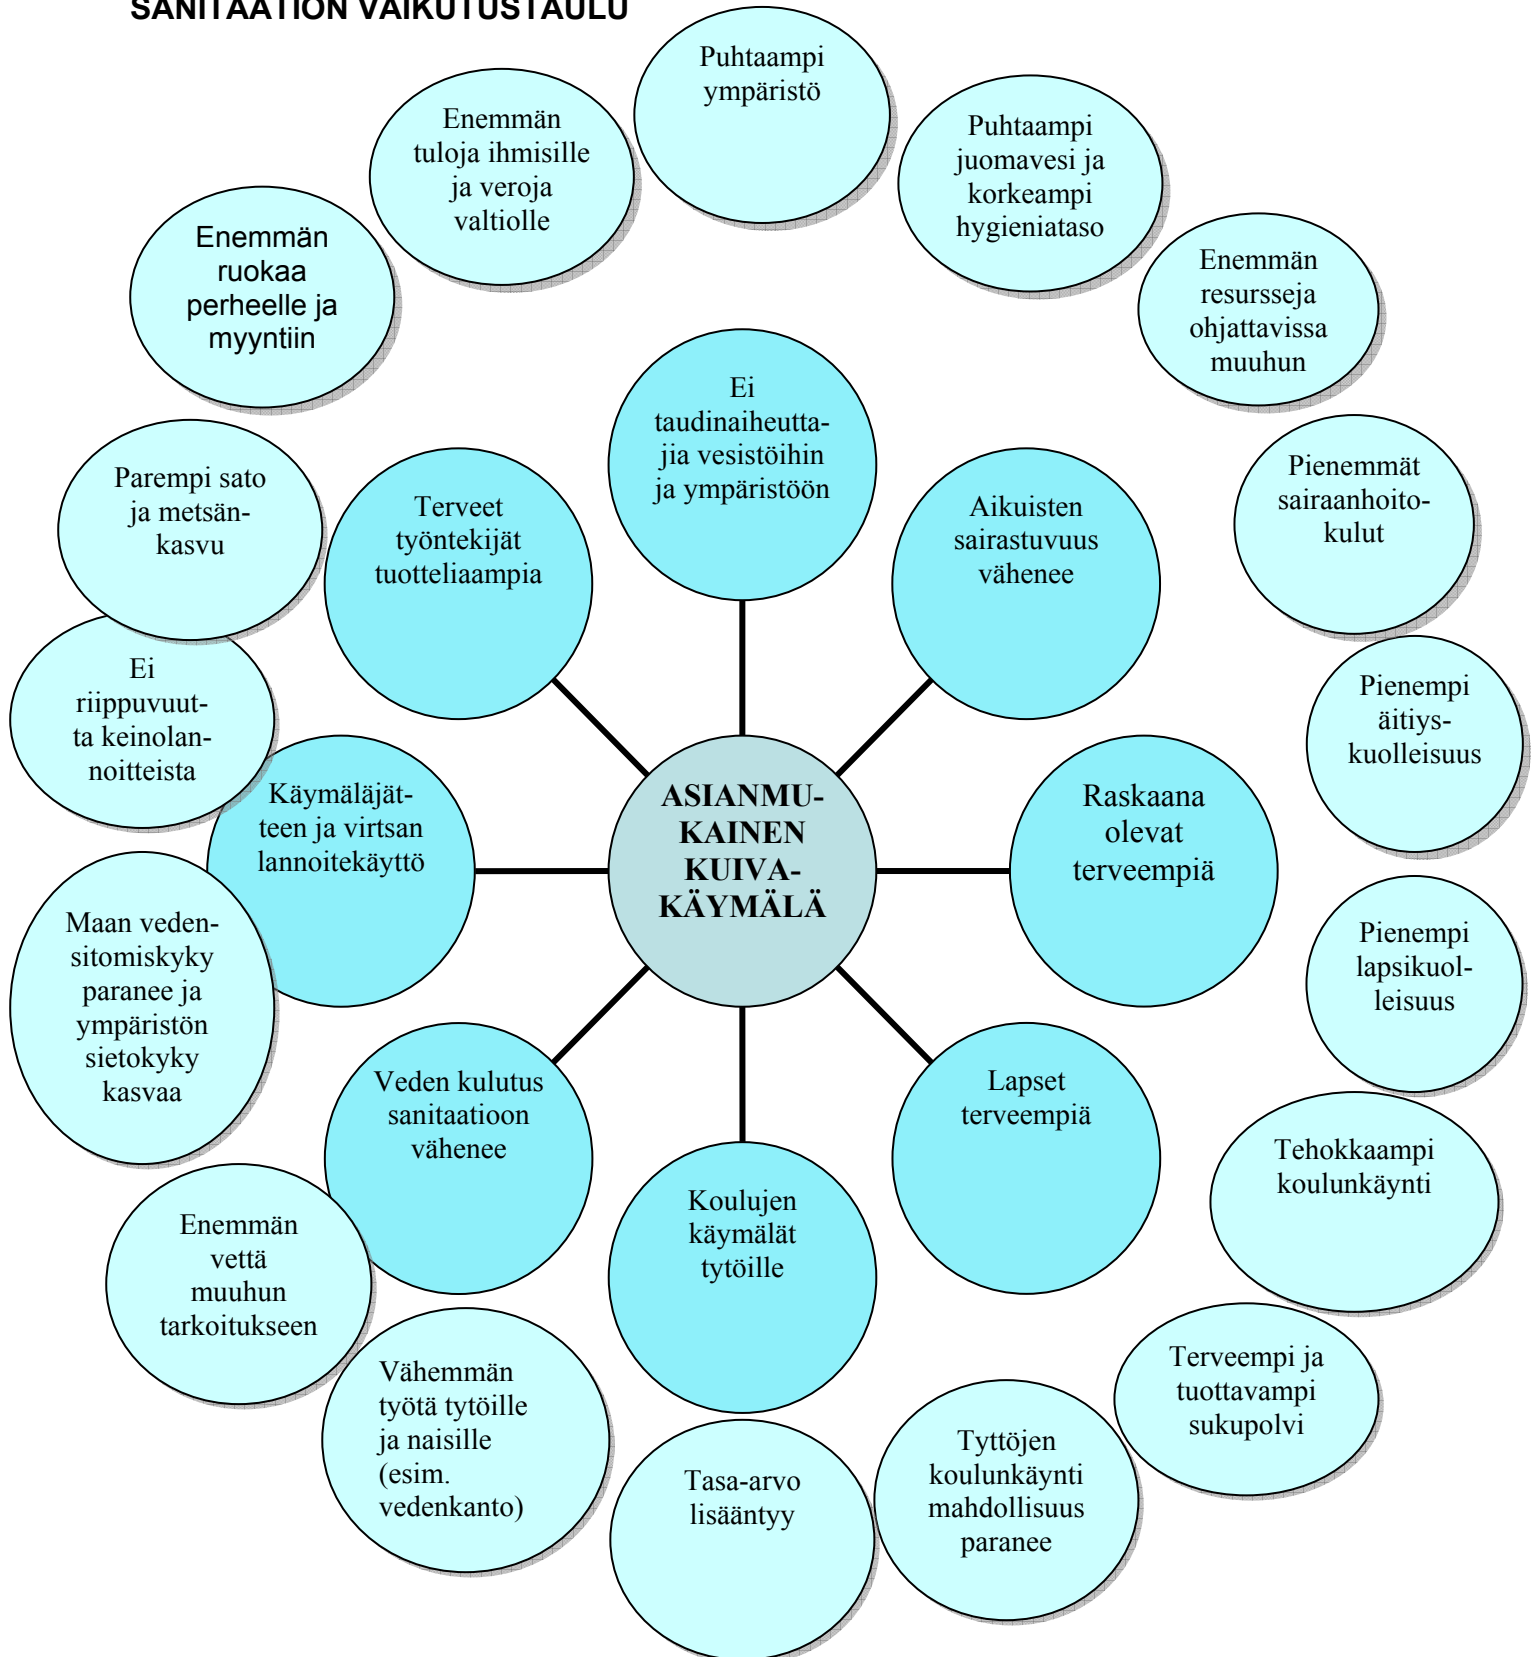 SANITAATION VAIKUTUSTAULU
Puhtaampi
ympäristö
Enemmän
tuloja ihmisille
ja veroja
valtiolle
Puhtaampi
juomavesi ja
korkeampi
hygieniataso
Enemmän
ruokaa
perheelle ja
myyntiin
Enemmän
resursseja
ohjattavissa
muuhun
Ei
taudinaiheutta-
jia vesistöihin
ja ympäristöön
Parempi sato
ja metsän-
kasvu
Terveet
työntekijät
tuotteliaampia
Aikuisten
sairastuvuus
vähenee
Pienemmät
sairaanhoito-
kulut
Ei
riippuvuut-
ta keinolan-
noitteista
Pienempi
äitiys-
kuolleisuus
Käymäläjät-
teen ja virtsan
lannoitekäyttö
ASIANMU-
KAINEN
KUIVA-
KÄYMÄLÄ
Raskaana
olevat
terveempiä
Maan veden-
sitomiskyky
paranee ja
ympäristön
sietokyky
kasvaa
Pienempi
lapsikuol-
leisuus
Veden kulutus
sanitaatioon
vähenee
Lapset
terveempiä
Koulujen
käymälät
tytöille
Tehokkaampi
koulunkäynti
Enemmän
vettä
muuhun
tarkoitukseen
Terveempi ja
tuottavampi
sukupolvi
Vähemmän
työtä tytöille
ja naisille
(esim.
vedenkanto)
Tasa-arvo
lisääntyy
Tyttöjen
koulunkäynti
mahdollisuus
paranee